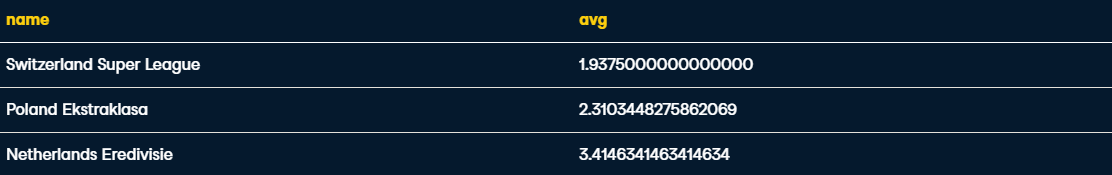 name avg
Switzerland Super League 1.9375000000000000
Poland Ekstraklasa 2.3103448275862069
Netherlands Eredivisie 3.4146341463414634